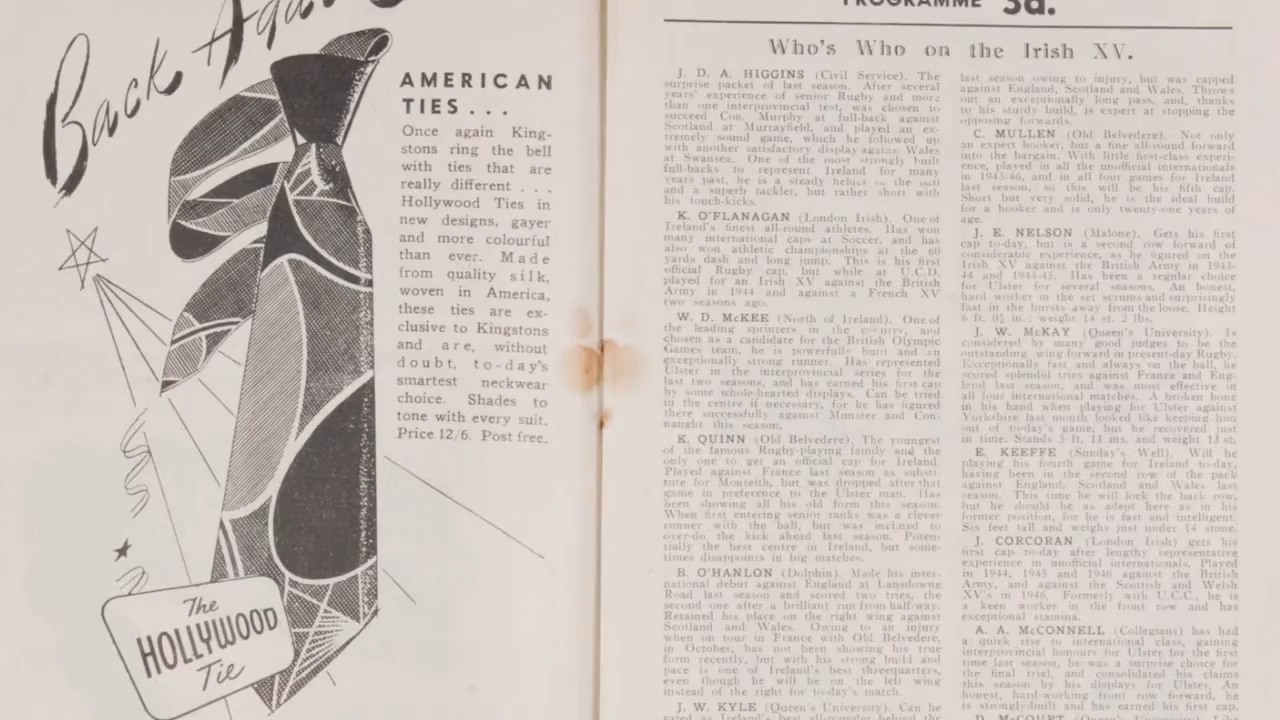 Back Again
AMERICAN
TIES . . .
Once again King-
stons ring the bell
with ties that are
really different . . .
Hollywood Ties in
new designs, gayer
and more colourful
than ever. Made
from quality silk,
woven in America,
these ties are ex-
clusive to Kingstons
and are, without
doubt, to-day's
smartest neckwear
choice. Shades to
tone with every suit.
Price 12/6. Post free.
The
HOLLYWOOD
Tie
PROGRAMME 3d.
Who's Who on the Irish XV.
J. D. A. HIGGINS (Civil Service). The
surprise packet of last season. After several
years' experience of senior Rugby and more
than one interprovincial test, was chosen to
succeed Con. Murphy at full-back against
Scotland at Murrayfield, and played an ex-
tremely sound game, which he followed up
with another satisfactory display against Wales
at Swansea. One of the most strongly built
full-backs to represent Ireland for many
years past, he is a steady fielder of the ball
and a superb tackler, but rather short with
his touch-kicks.
K. O'FLANAGAN (London Irish). One of
Ireland's finest all-round athletes. Has won
many international caps at Soccer, and has
also won athletic championships at the 60
yards dash and long jump. This is his first
official Rugby cap, but while at U.C.D.
played for an Irish XV against the British
Army in 1944 and against a French XV
two seasons ago.
W. D. McKEE (North of Ireland). One of
the leading sprinters in the country, and
chosen as a candidate for the British Olympic
Games team, he is powerfully built and an
exceptionally strong runner. Has represented
Ulster in the interprovincial series for the
last two seasons, and has earned his first cap
by some whole-hearted displays. Can be tried
in the centre if necessary, for he has figured
there successfully against Munster and Con-
naught this season.
K. QUINN (Old Belvedere). The youngest
of the famous Rugby-playing family and the
only one to get an official cap for Ireland.
Played against France last season as substi-
tute for Monteith, but was dropped after that
game in preference to the Ulster man. Has
been showing all his old form this season.
When first entering senior ranks was a clever
runner with the ball, but was inclined to
over-do the kick ahead last season. Poten-
tially the best centre in Ireland, but some-
times disappoints in big matches.
B. O'HANLON (Dolphin). Made his inter-
national debut against England at Lansdowne
Road last season and scored two tries, the
second one after a brilliant run from half-way.
Retained his place on the right wing against
Scotland and Wales. Owing to an injury
when on tour in France with Old Belvedere,
in October, has not been showing his true
form recently, but with his strong build and
pace is one of Ireland's best threequarters,
even though he will be on the left wing
instead of the right for to-day's match.
J. W. KYLE (Queen's University). Can be
rated as Ireland's best all-rounder behind the
last season owing to injury, but was capped
against England, Scotland and Wales. Throws
out an exceptionally long pass, and, thanks
to his sturdy build, is expert at stopping the
opposing forwards.
C. MULLEN (Old Belvedere). Not only
an expert hooker, but a fine all-round forward
into the bargain. With little first-class experi-
ence, played in all the unofficial internationals
in 1945-46, and in all four games for Ireland
last season, so this will be his fifth cap.
Short but very solid, he is the ideal build
for a hooker and is only twenty-one years of
age.
J. E. NELSON (Malone). Gets his first
cap to-day, but is a second row forward of
considerable experience, as he figured on the
Irish XV against the British Army in 1943-
44 and 1944-45. Has been a regular choice
for Ulster for several seasons. An honest,
hard worker in the set scrums and surprisingly
fast in the bursts away from the loose. Height
6 ft. 0½ in.; weight 14 st. 2 lbs.
J. W. McKAY (Queen's University). Is
considered by many good judges to be the
outstanding wing forward in present-day Rugby.
Exceptionally fast and always on the ball, he
scored splendid tries against France and Eng-
land last season, and was most effective in
all four international matches. A broken bone
in his hand when playing for Ulster against
Yorkshire last month looked like keeping him
out of to-day's game, but he recovered just
in time. Stands 5 ft. 11 ins. and weight 13 st.
E. KEEFFE (Sunday's Well). Will be
playing his fourth game for Ireland to-day,
having been in the second row of the pack
against England, Scotland and Wales last
season. This time he will lock the back row,
but he should be as adept here as in his
former position, for he is fast and intelligent.
Six feet tall and weighs just under 14 stone.
J. CORCORAN (London Irish) gets his
first cap to-day after lengthy representative
experience in unofficial internationals. Played
in 1944, 1945 and 1946 against the British
Army, and against the Scottish and Welsh
XV's in 1946. Formerly with U.C.C., he is
a keen worker in the front row and has
exceptional stamina.
A. A. McCONNELL (Collegians) has had
a quick rise to international class, gaining
interprovincial honours for Ulster for the first
time last season, he was a surprise choice for
the final trial, and consolidated his claims
this season by his displays for Ulster. An
honest, hard-working front row forward, he
is strongly-built and has earned his first cap.
D. McCOURT (Queen's University)